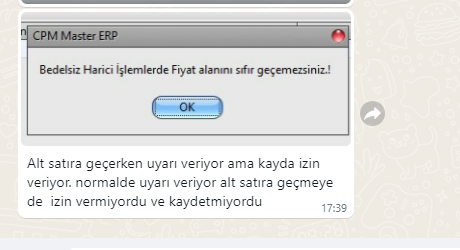 CPM Master ERP
Bedelsiz Harici İşlemlerde Fiyat alanını sıfır geçemezsiniz.!
OK
Alt satıra geçerken uyarı veriyor ama kayda izin
veriyor. normalde uyarı veriyor alt satıra geçmeye
de  izin vermiyordu ve kaydetmiyordu
17:39